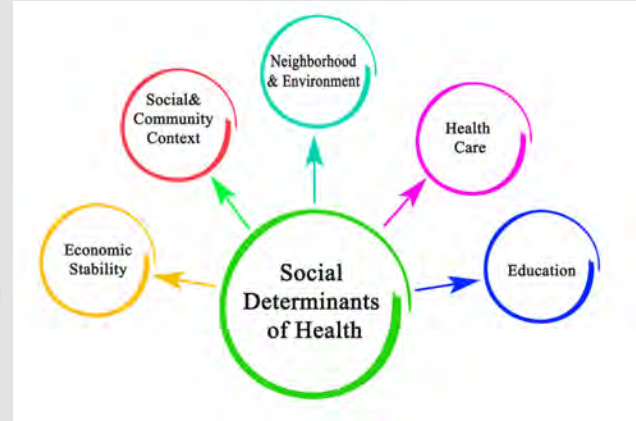 Neighborhood
& Environment
Social&
Community
Context
Health
Care
Economic
Stability
Social
Determinants
of Health
Education